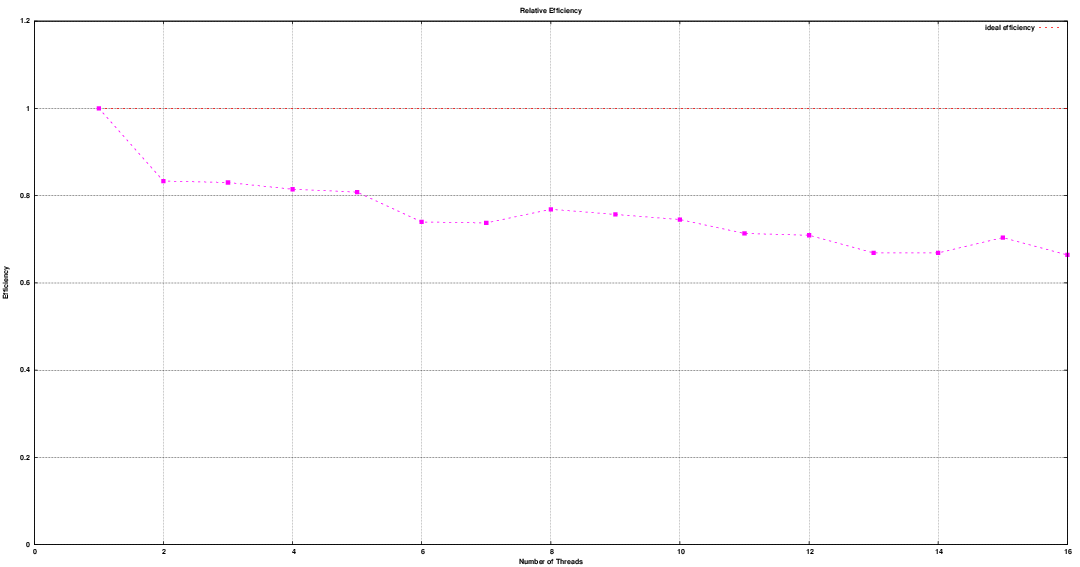 Relative Efficiency
1.2
ideal efficiency
1
0.8
0.6
0.4
0.2
0
Efficiency
0 2 4 6 8 10 12 14 16
Number of Threads